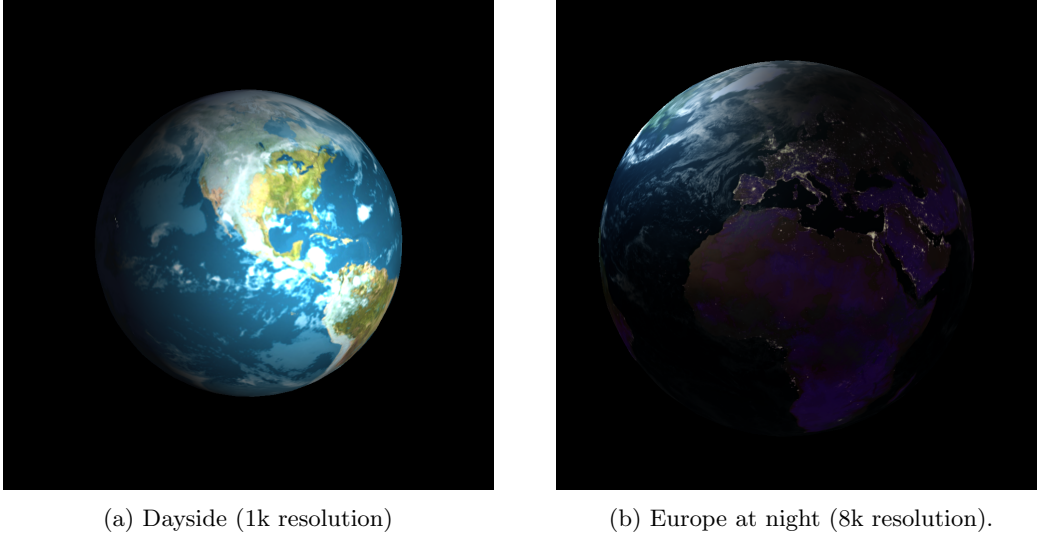 (a) Dayside (1k resolution)
(b) Europe at night (8k resolution).